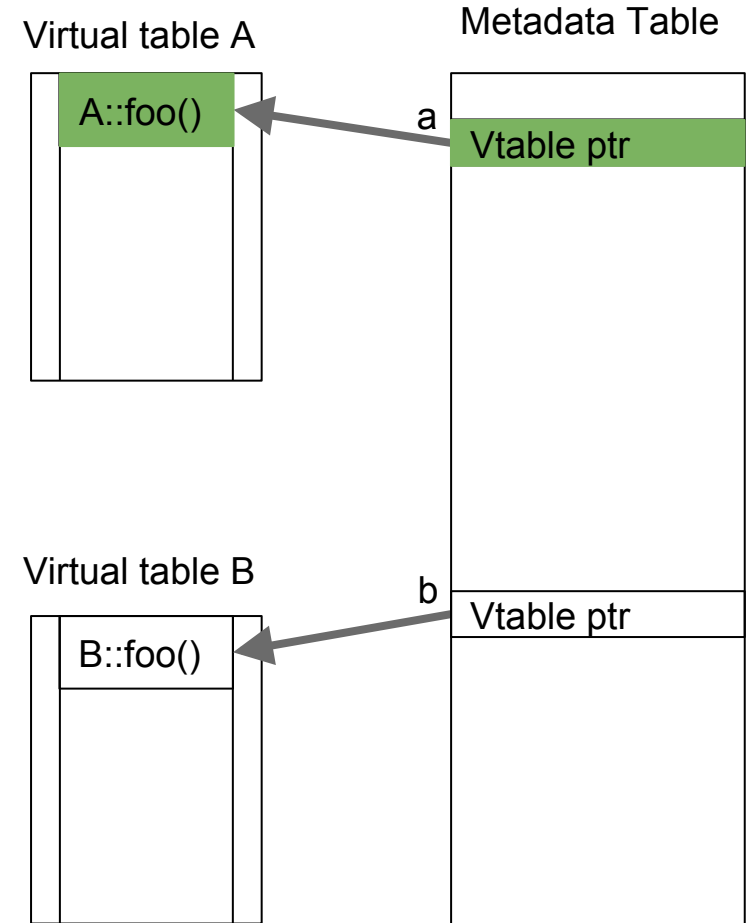 Virtual table A
Metadata Table
A::foo()
a
Vtable ptr
Virtual table B
b
Vtable ptr
B::foo()